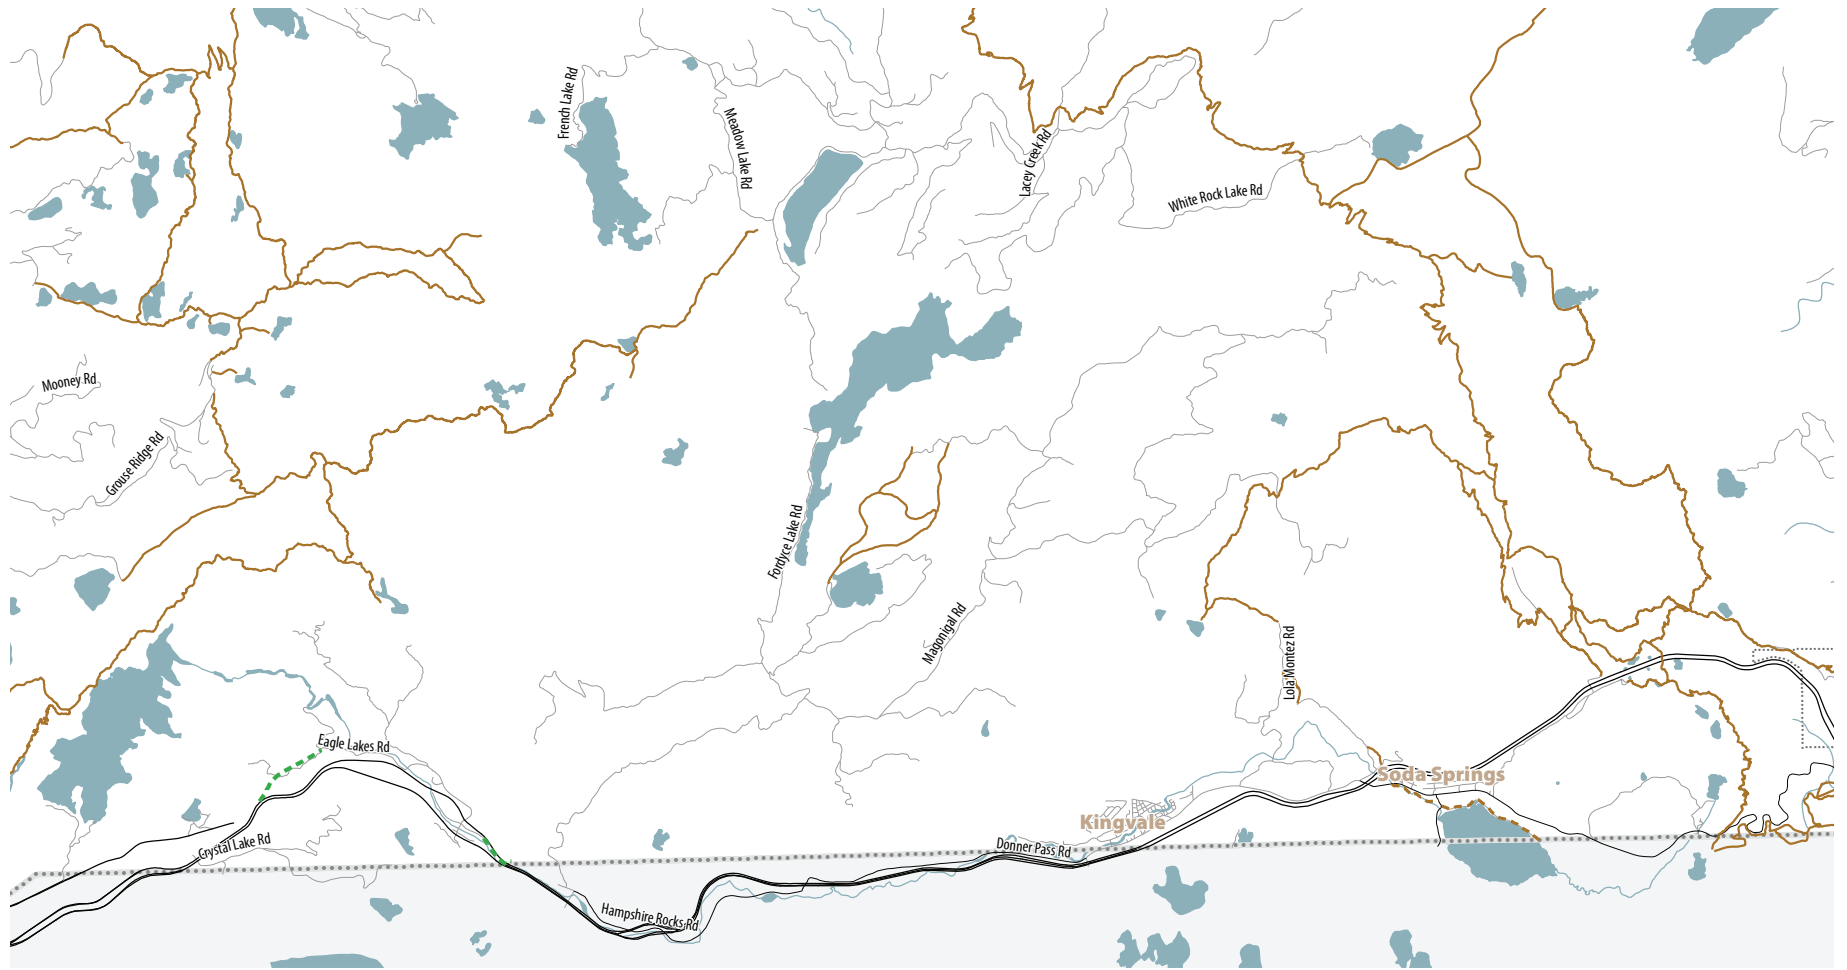 French Lake Rd
Meadow Lake Rd
Lacey Creek Rd
White Rock Lake Rd
Mooney Rd
Grouse Ridge Rd
Fordyce Lake Rd
Magonigal Rd
Lola Montez Rd
Eagle Lakes Rd
Soda Springs
Kingvale
Crystal Lake Rd
Donner Pass Rd
Hampshire Rocks Rd